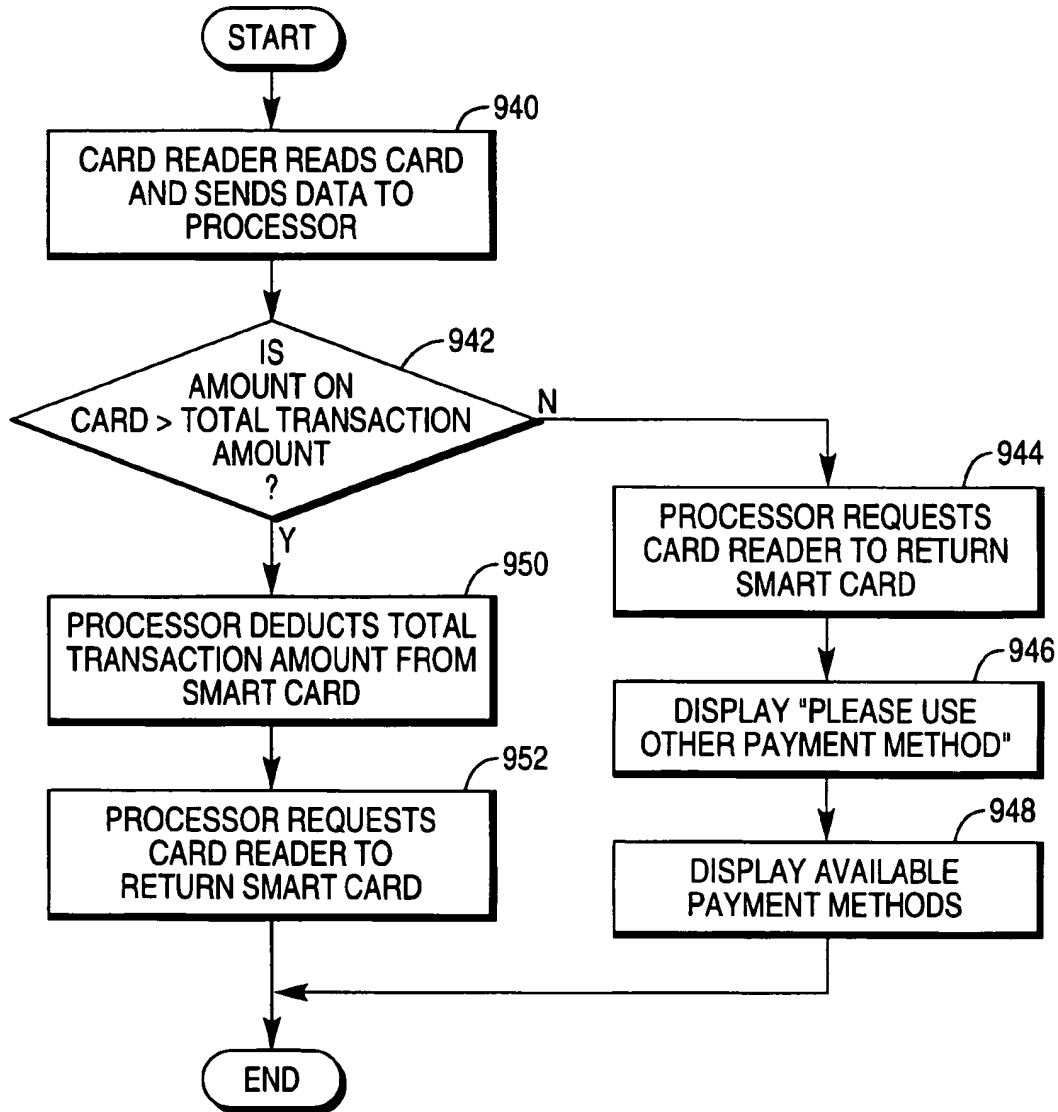 START
940
CARD READER READS CARD
AND SENDS DATA TO
PROCESSOR
942
IS
AMOUNT ON
CARD > TOTAL TRANSACTION
AMOUNT
?
N
Y
944
PROCESSOR REQUESTS
CARD READER TO RETURN
SMART CARD
950
PROCESSOR DEDUCTS TOTAL
TRANSACTION AMOUNT FROM
SMART CARD
946
DISPLAY "PLEASE USE
OTHER PAYMENT METHOD"
952
PROCESSOR REQUESTS
CARD READER TO
RETURN SMART CARD
948
DISPLAY AVAILABLE
PAYMENT METHODS
END